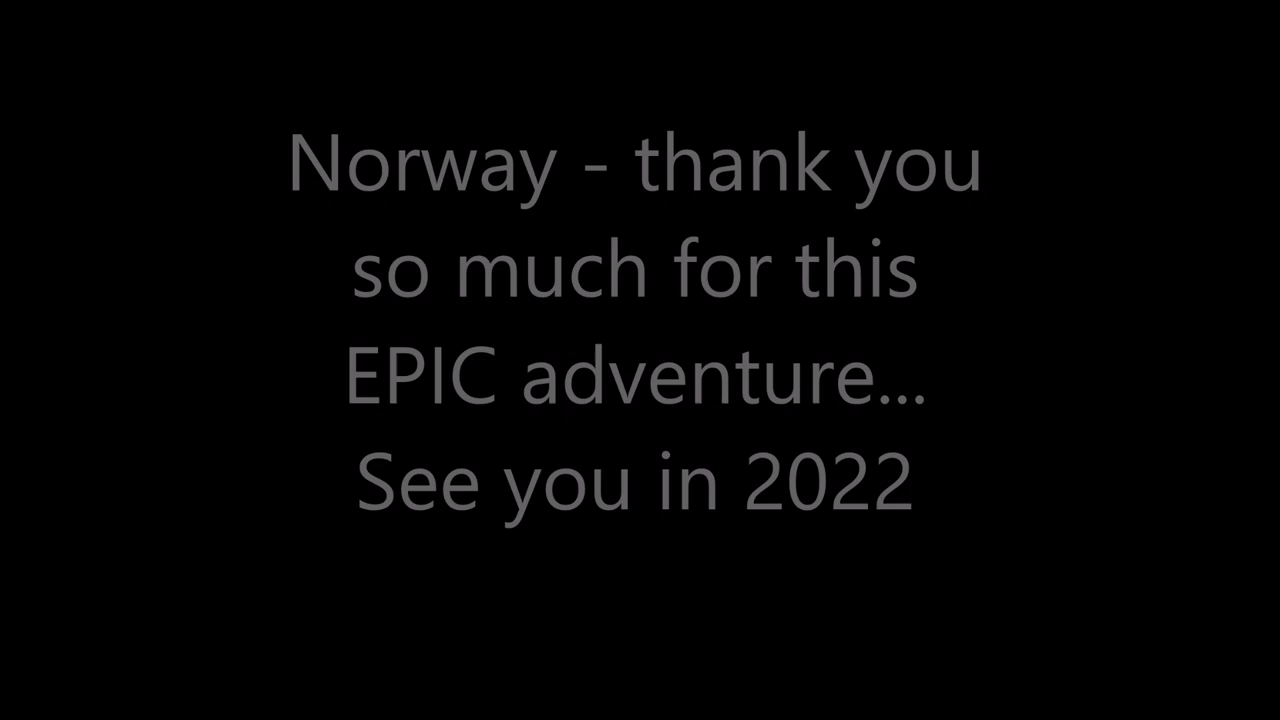 Norway - thank you
so much for this
EPIC adventure...
See you in 2022